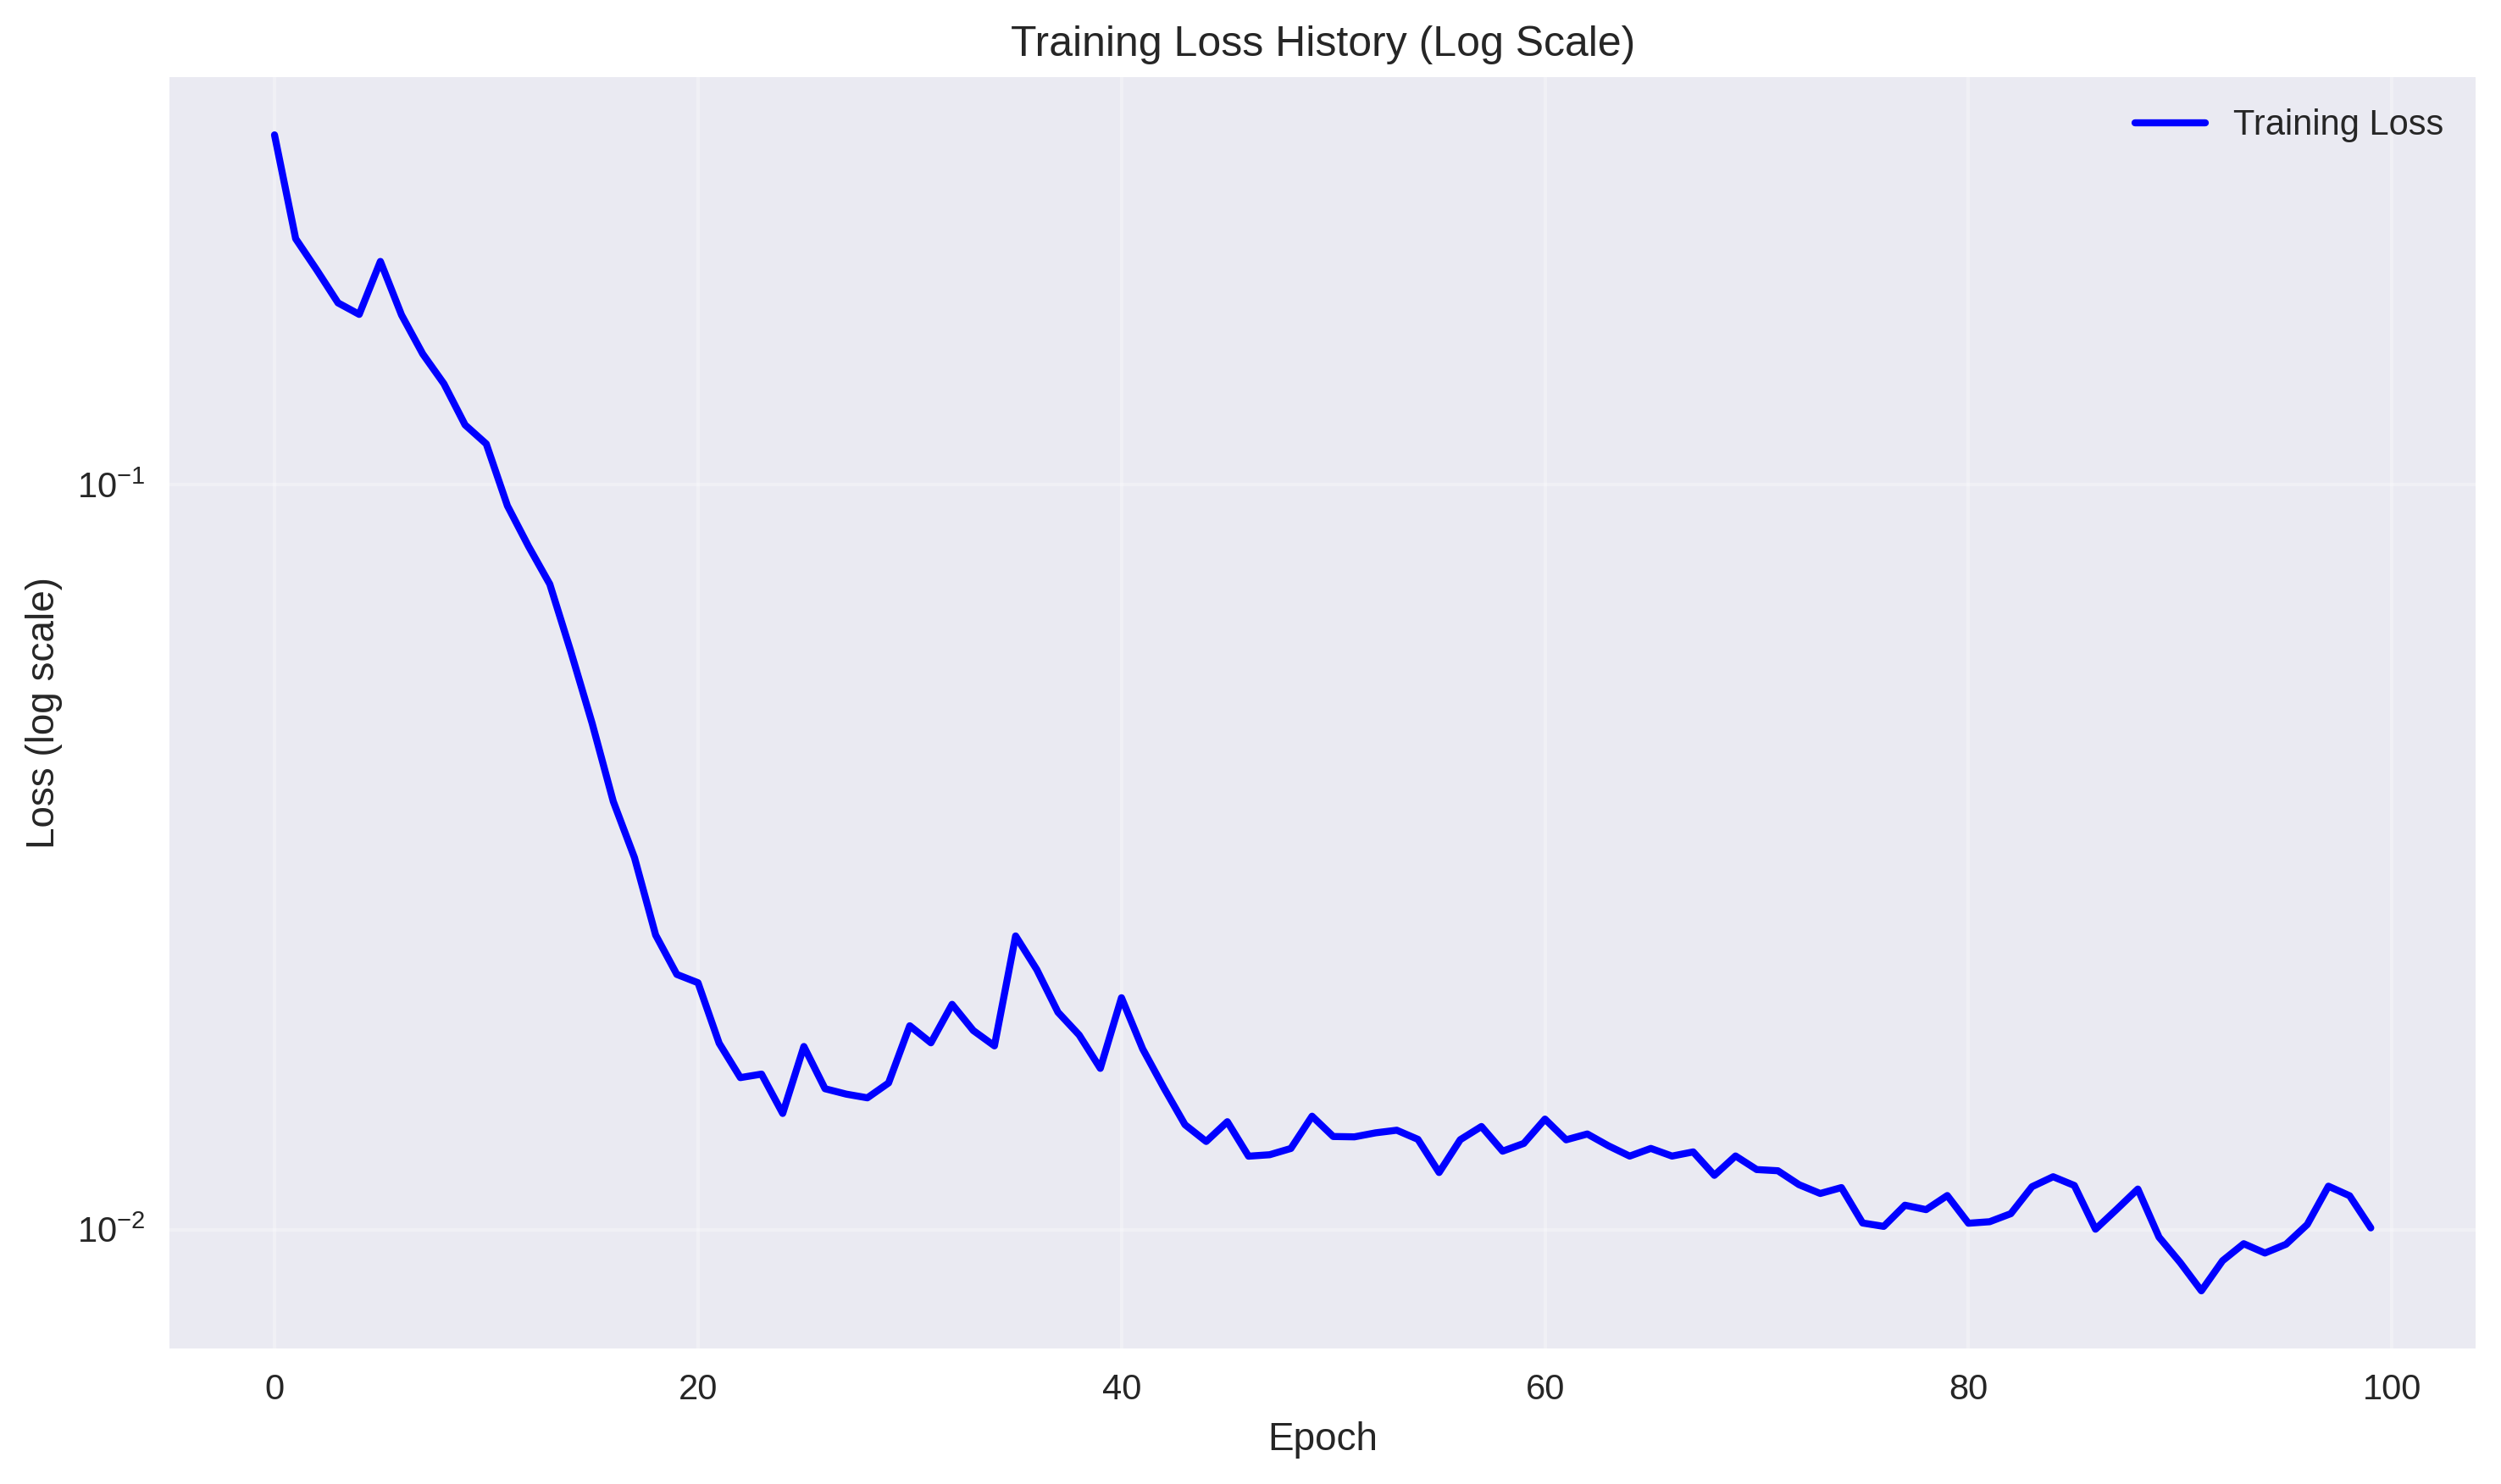 Training Loss History (Log Scale)
Training Loss
Loss (log scale)
10⁻¹
10⁻²
0 20 40 60 80 100
Epoch